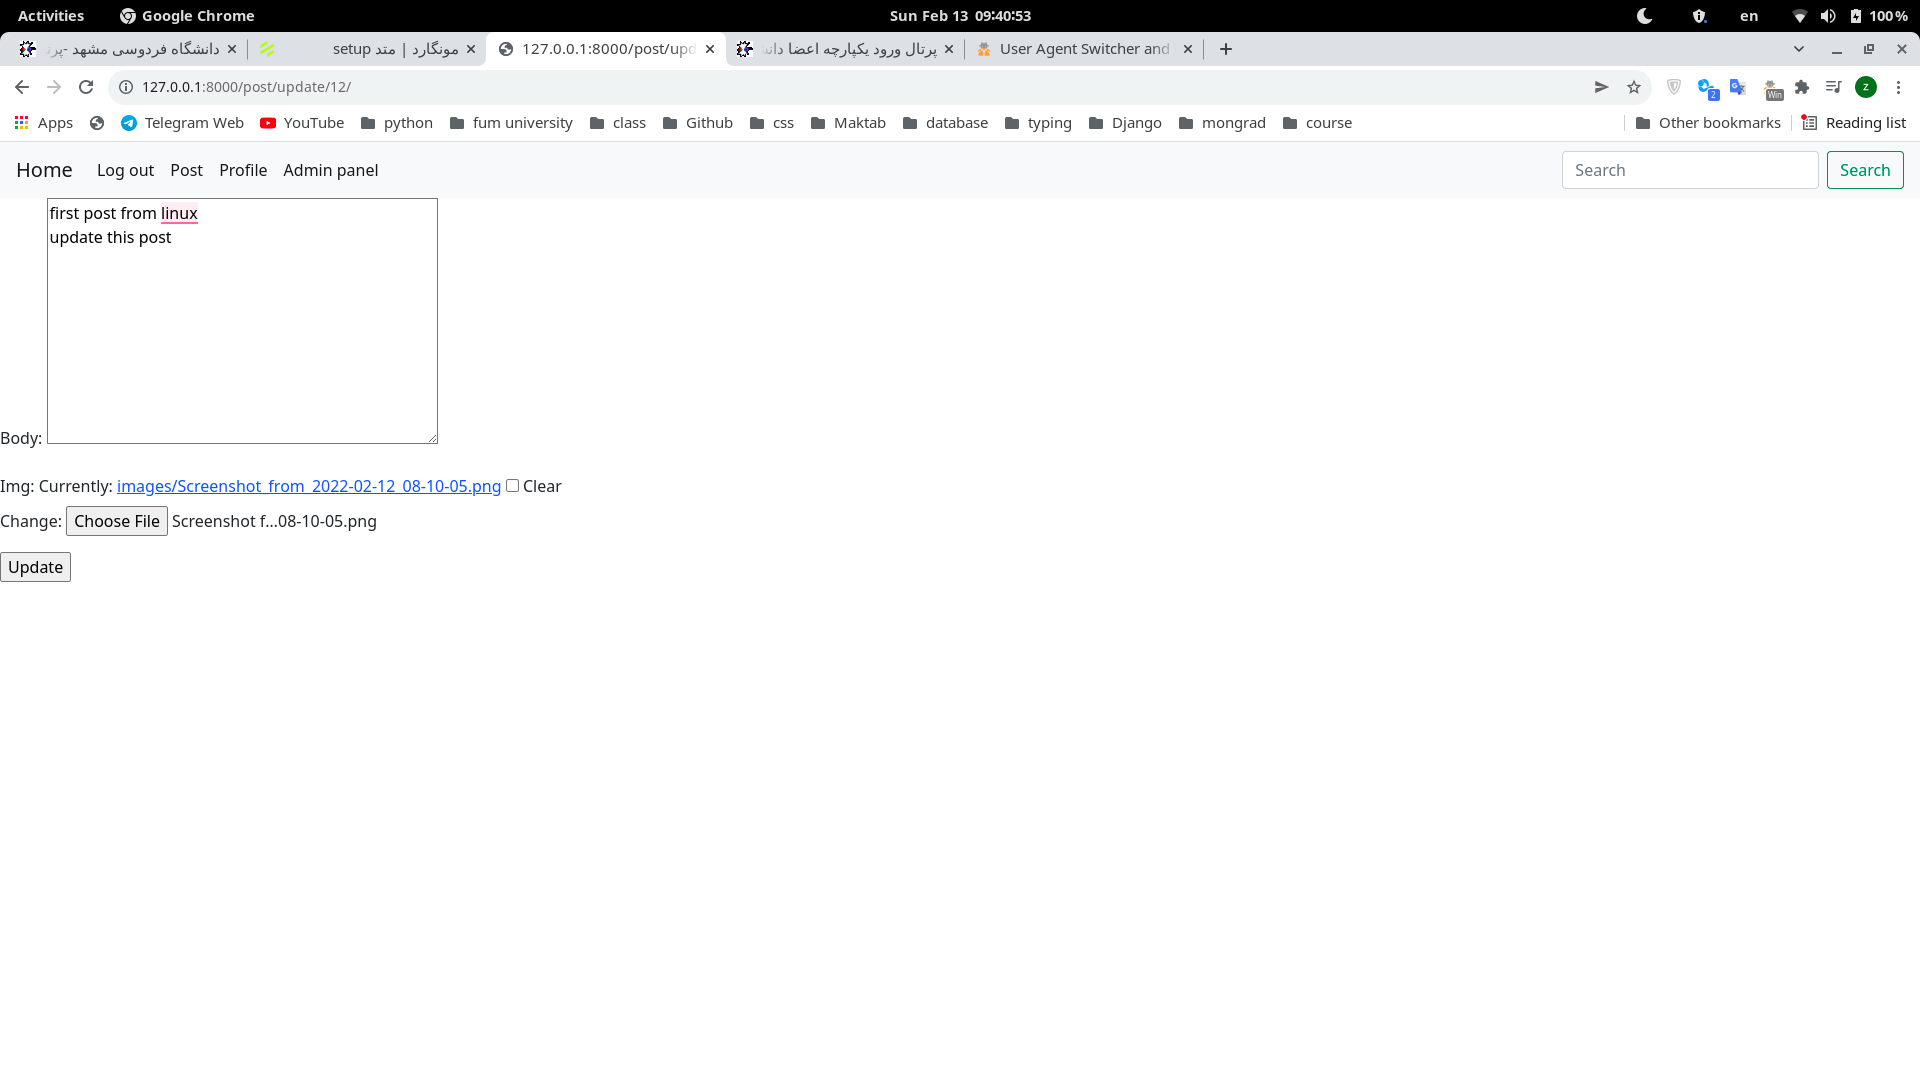 Activities Google Chrome Sun Feb 13 09:40:53 en 100 %
دانشگاه فردوسی مشهد -پرت
مونگارد | متد setup
127.0.0.1:8000/post/upd
پرتال ورود یکپارچه اعضا دانش
User Agent Switcher and
127.0.0.1:8000/post/update/12/
2 Win z
Apps Telegram Web YouTube python fum university class Github css Maktab database typing Django mongrad course Other bookmarks Reading list
Home Log out Post Profile Admin panel Search Search
first post from linux
update this post
Body:
Img: Currently: images/Screenshot_from_2022-02-12_08-10-05.png Clear
Change: Choose File Screenshot f...08-10-05.png
Update